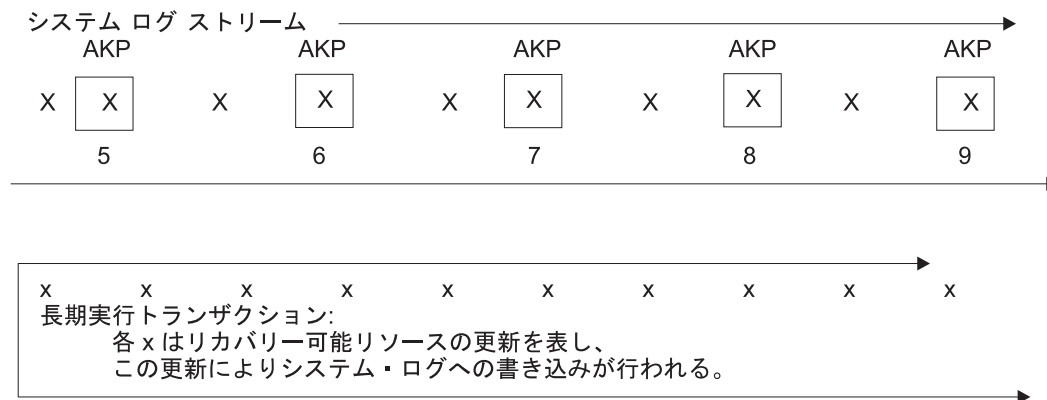 システム ログ ストリーム
AKP AKP AKP AKP AKP
X X X X X X X X X X
5 6 7 8 9
x x x x x x x x x x
長期実行トランザクション:
各 x はリカバリー可能リソースの更新を表し、
この更新によりシステム・ログへの書き込みが行われる。